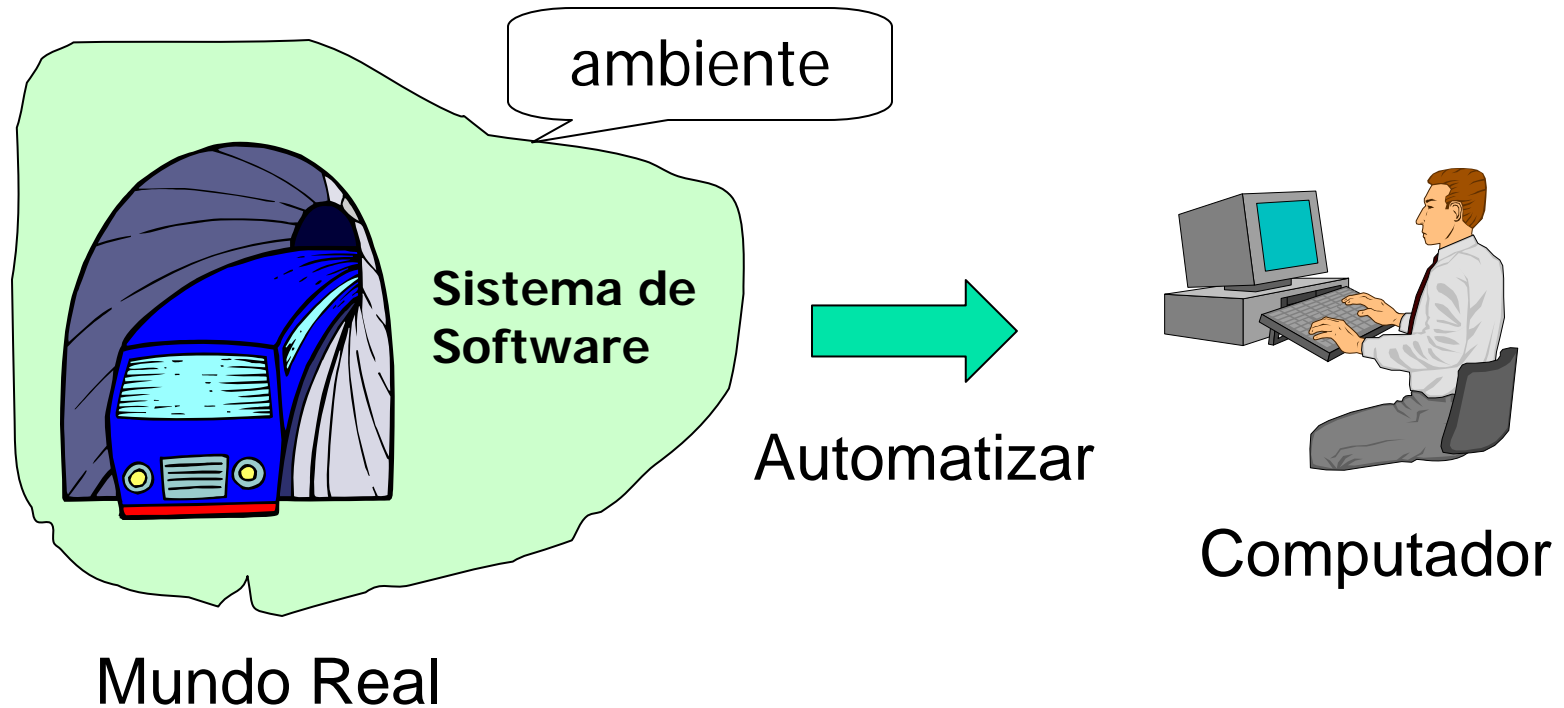 ambiente
Sistema de
Software
Automatizar
Computador
Mundo Real